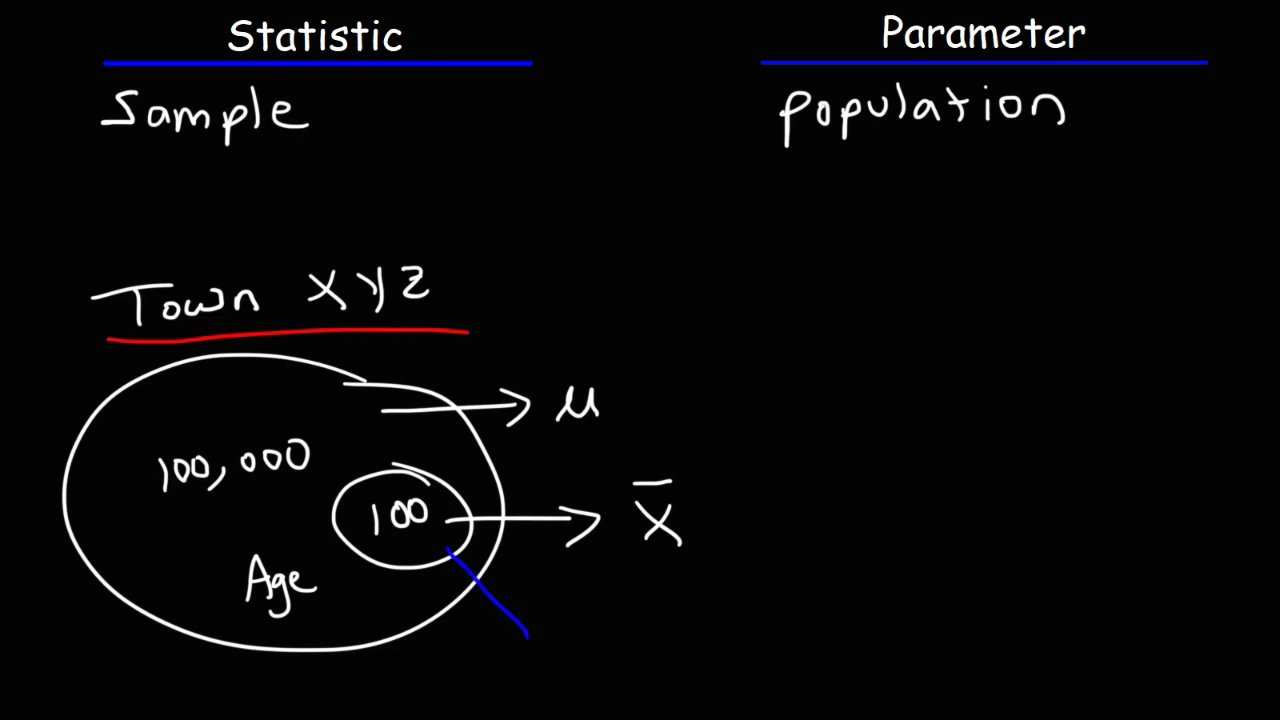 Statistic
Parameter
Sample
population
Town XYZ
μ
100,000
100
x̄
Age